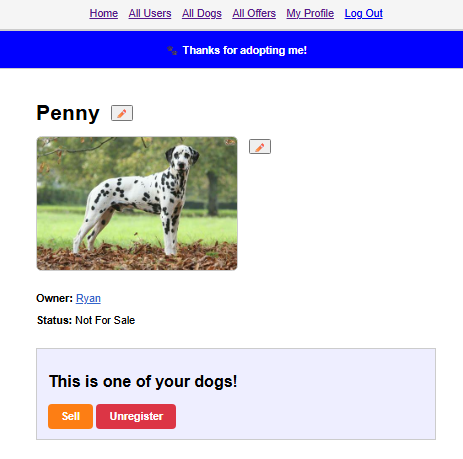 Home All Users All Dogs All Offers My Profile Log Out
Thanks for adopting me!
Penny
Owner: Ryan
Status: Not For Sale
This is one of your dogs!
Sell Unregister